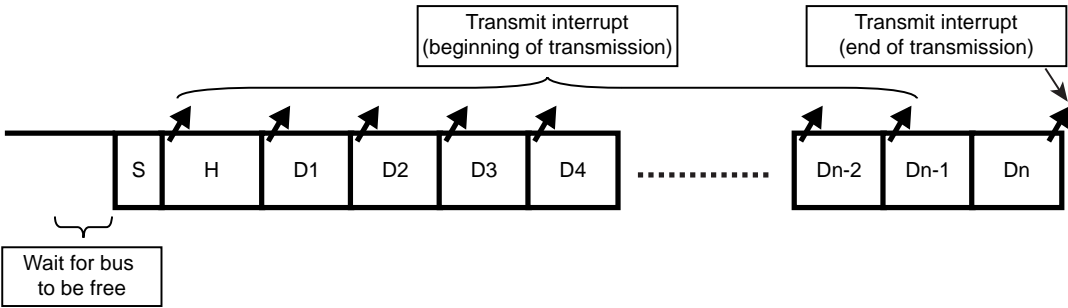 Transmit interrupt
(beginning of transmission)
Transmit interrupt
(end of transmission)
S H D1 D2 D3 D4 Dn-2 Dn-1 Dn
Wait for bus
to be free